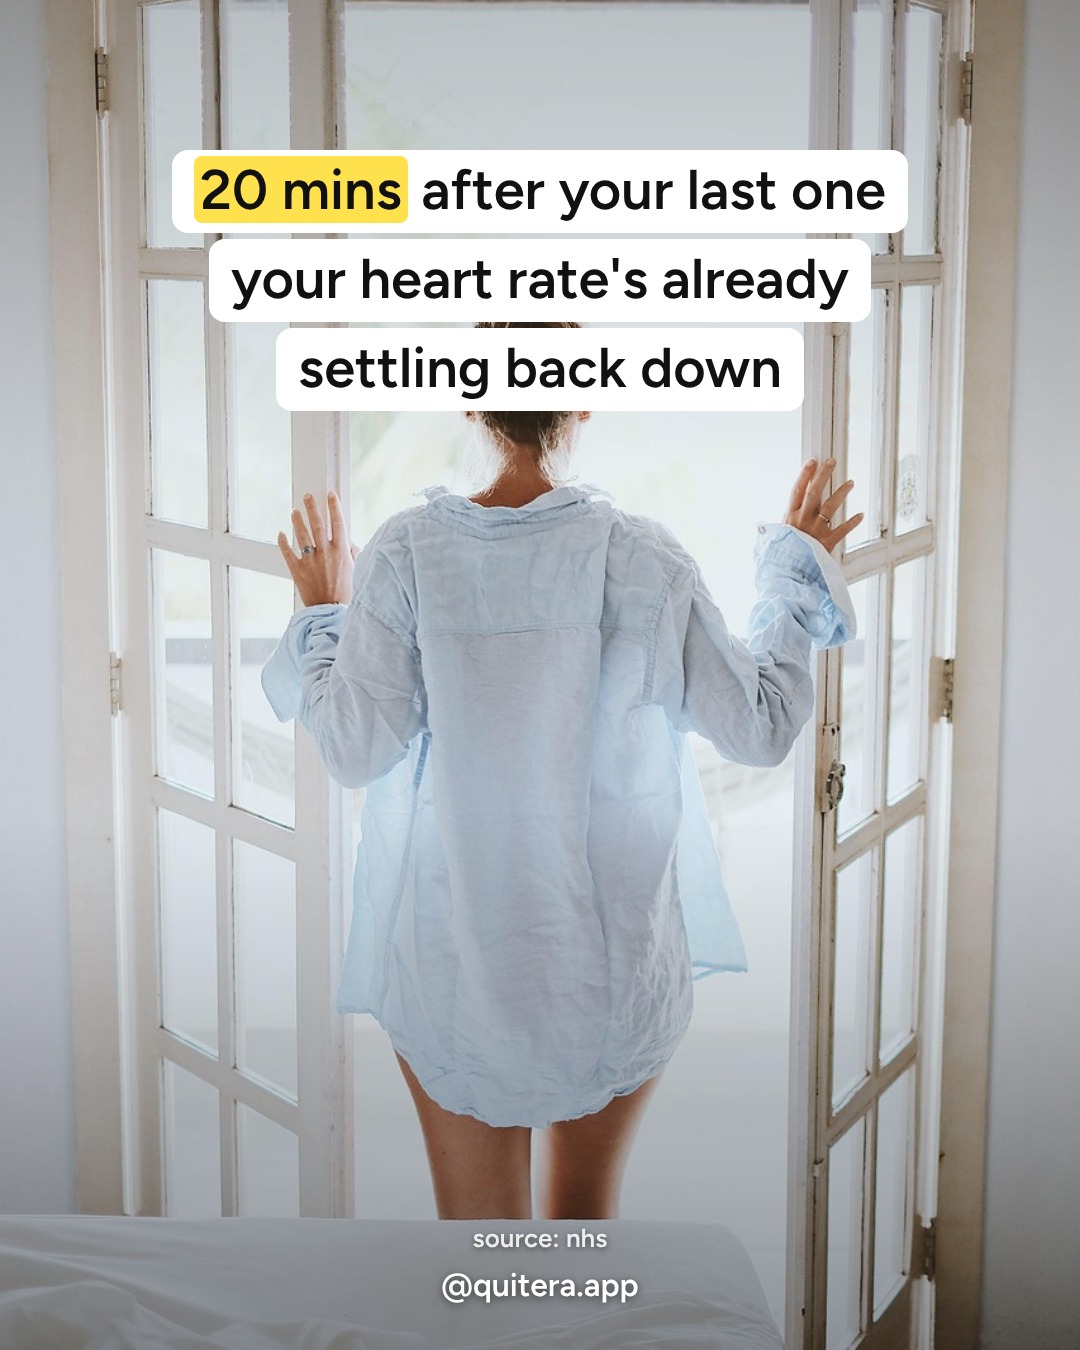 20 mins after your last one
your heart rate's already
settling back down
source: nhs
@quitera.app